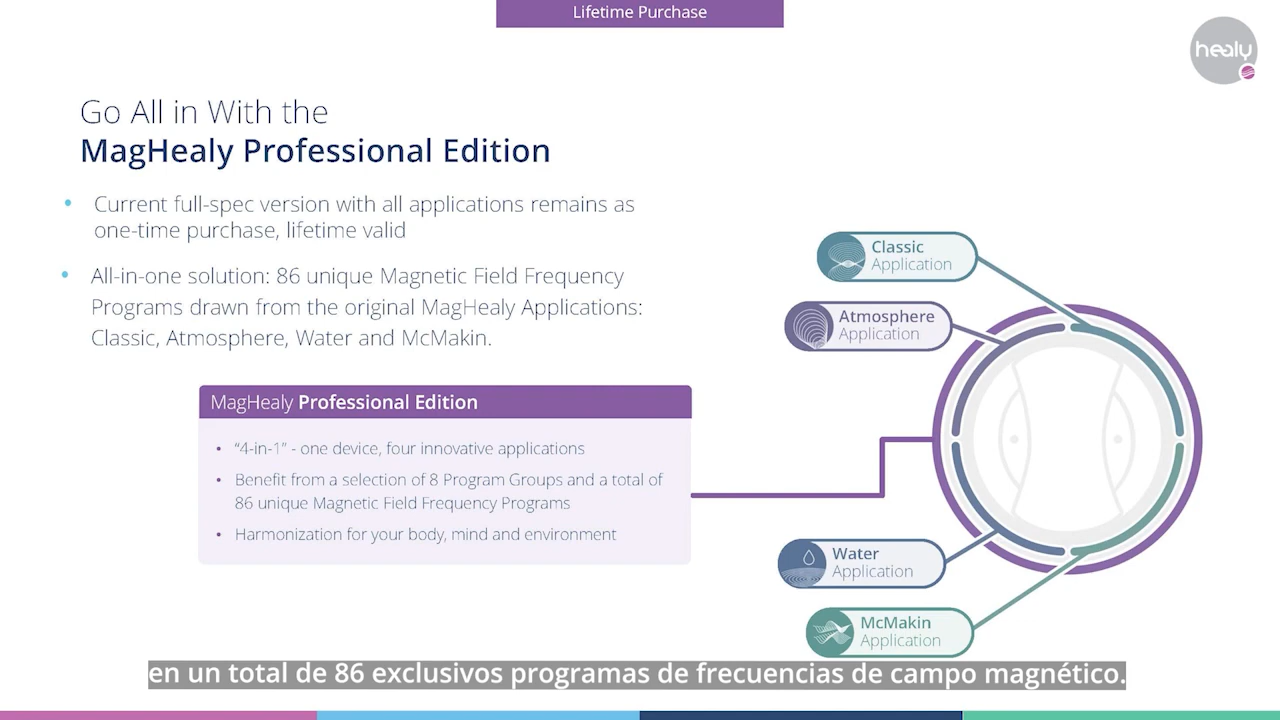 Lifetime Purchase
healy
Go All in With the
MagHealy Professional Edition
• Current full-spec version with all applications remains as
one-time purchase, lifetime valid
• All-in-one solution: 86 unique Magnetic Field Frequency
Programs drawn from the original MagHealy Applications:
Classic, Atmosphere, Water and McMakin.
MagHealy Professional Edition
• “4-in-1” - one device, four innovative applications
• Benefit from a selection of 8 Program Groups and a total of
86 unique Magnetic Field Frequency Programs
• Harmonization for your body, mind and environment
Classic
Application
Atmosphere
Application
Water
Application
McMakin
Application
en un total de 86 exclusivos programas de frecuencias de campo magnético.